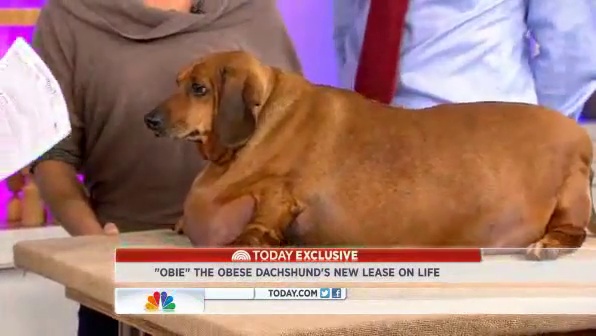 TODAY EXCLUSIVE
"OBIE" THE OBESE DACHSHUND'S NEW LEASE ON LIFE
TODAY.COM